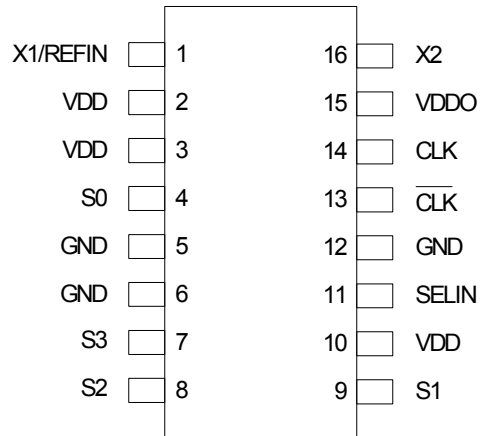 X1/REFIN 1 16 X2
VDD 2 15 VDDO
VDD 3 14 CLK
S0 4 13 C̅L̅K̅
GND 5 12 GND
GND 6 11 SELIN
S3 7 10 VDD
S2 8 9 S1